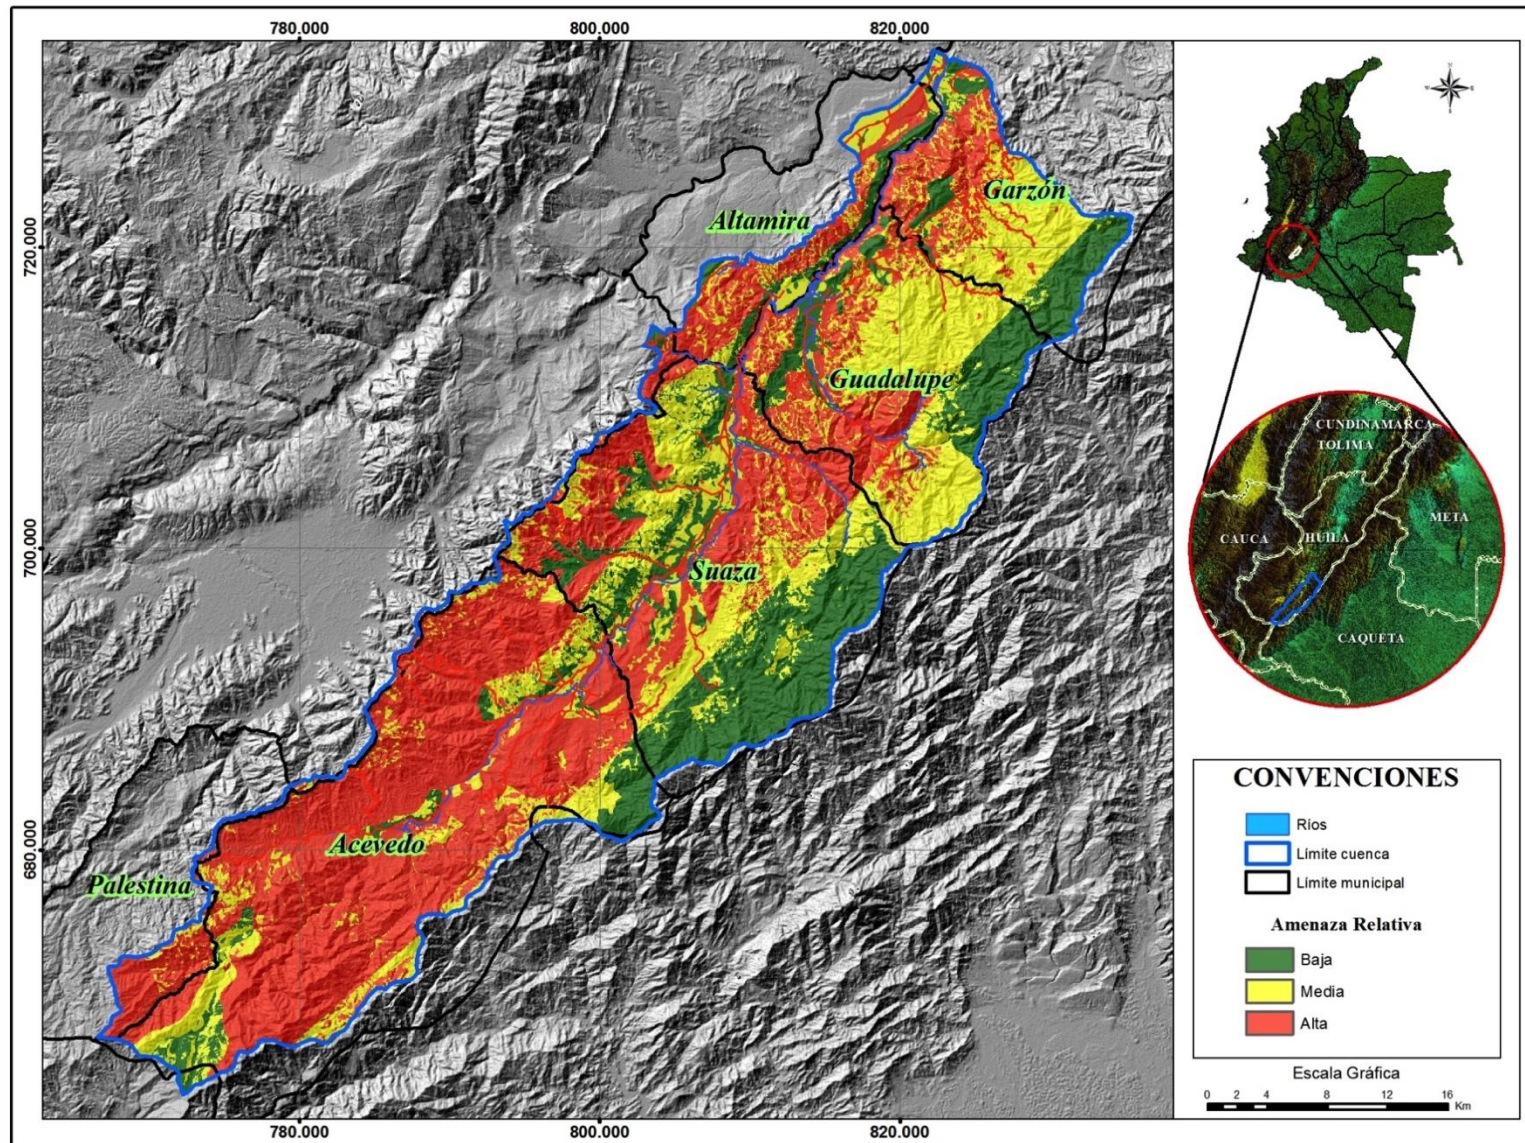 780.000
800.000
820.000
720.000
700.000
680.000
Garzón
Altamira
Guadalupe
Suaza
Acevedo
Palestina
780.000
800.000
820.000
CUNDINAMARCA
TOLIMA
META
CAUCA
HUILA
CAQUETA
CONVENCIONES
Ríos
Límite cuenca
Límite municipal
Amenaza Relativa
Baja
Media
Alta
Escala Gráfica
0 2 4 8 12 16
Km